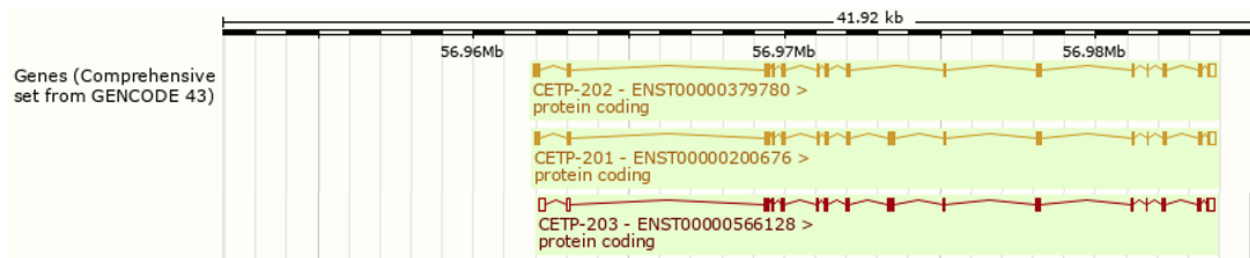 41.92 kb
56.96Mb 56.97Mb 56.98Mb
Genes (Comprehensive
set from GENCODE 43)
CETP-202 - ENST00000379780 >
protein coding
CETP-201 - ENST00000200676 >
protein coding
CETP-203 - ENST00000566128 >
protein coding